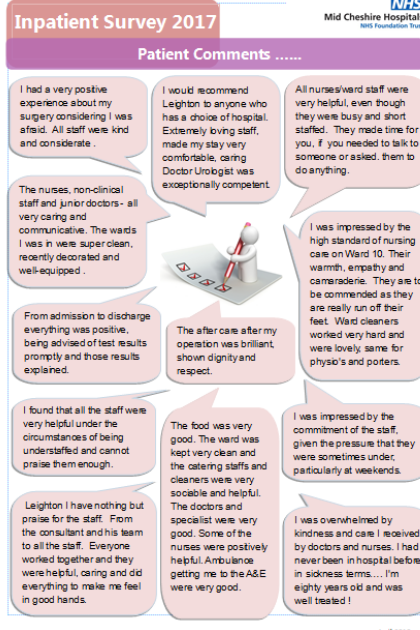 Inpatient Survey 2017
NHS
Mid Cheshire Hospitals
NHS Foundation Trust
Patient Comments ......
I had a very positive
experience about my
surgery considering I was
afraid. All staff were kind
and considerate .
I would recommend
Leighton to anyone who
has a choice of hospital.
Extremely loving staff,
made my stay very
comfortable, caring
Doctor Urologist was
exceptionally competent.
All nurses/ward staff were
very helpful, even though
they were busy and short
staffed. They made time for
you, if you needed to talk to
someone or asked. them to
do anything.
The nurses, non-clinical
staff and junior doctors - all
very caring and
communicative. The wards
I was in were super clean,
recently decorated and
well-equipped .
I was impressed by the
high standard of nursing
care on Ward 10. Their
warmth, empathy and
camaraderie. They are to
be commended as they
are really run off their
feet. Ward cleaners
worked very hard and
were lovely, same for
physio's and porters.
From admission to discharge
everything was positive,
being advised of test results
promptly and those results
explained.
The after care after my
operation was brilliant,
shown dignity and
respect.
I found that all the staff were
very helpful under the
circumstances of being
understaffed and cannot
praise them enough.
The food was very
good. The ward was
kept very clean and
the catering staffs and
cleaners were very
sociable and helpful.
The doctors and
specialist were very
good. Some of the
nurses were positively
helpful. Ambulance
getting me to the A&E
were very good.
I was impressed by the
commitment of the staff,
given the pressure that they
were sometimes under,
particularly at weekends.
Leighton I have nothing but
praise for the staff. From
the consultant and his team
to all the staff. Everyone
worked together and they
were helpful, caring and did
everything to make me feel
in good hands.
I was overwhelmed by
kindness and care I received
by doctors and nurses. I had
never been in hospital before
in sickness terms.... I'm
eighty years old and was
well treated !